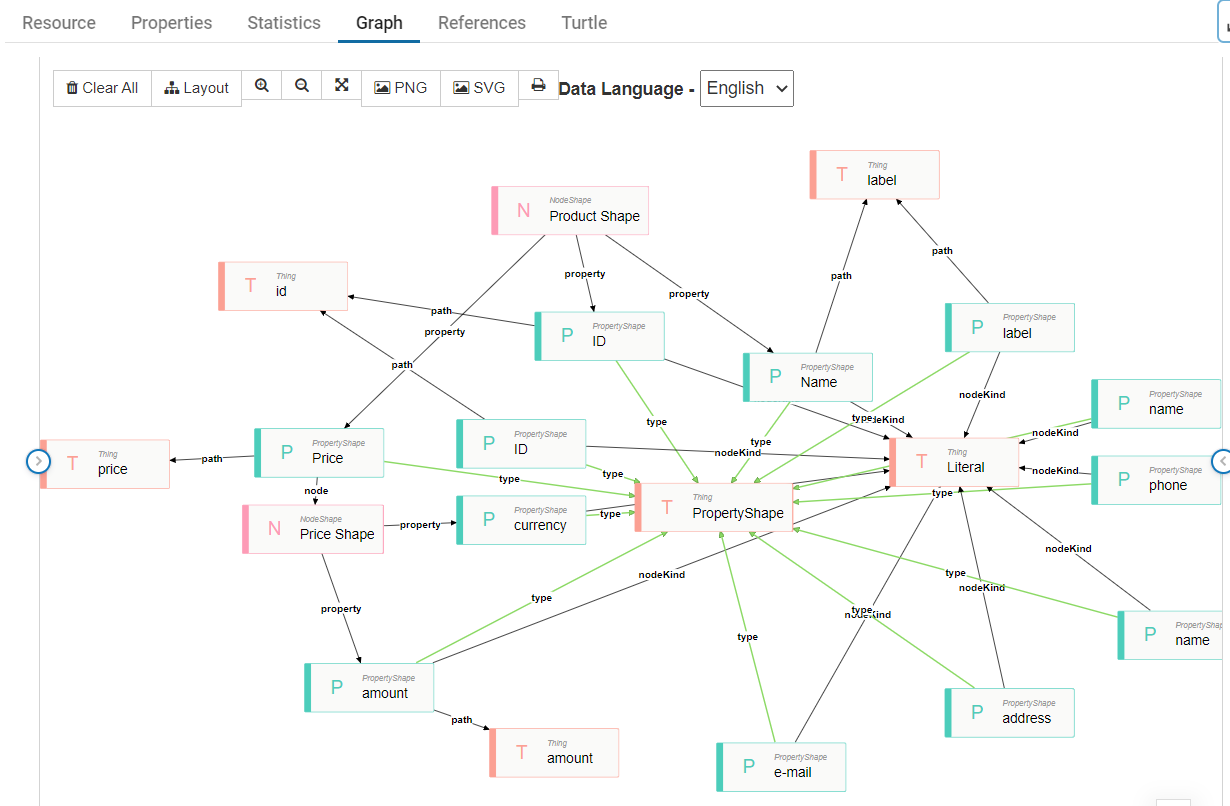 Resource Properties Statistics Graph References Turtle
Clear All Layout PNG SVG Data Language - English
Thing
T label
NodeShape
N Product Shape
path
property
Thing
T id
property
path
path
property
PropertyShape
P ID
PropertyShape
P label
path
PropertyShape
P Name
nodeKind
PropertyShape
P name
type
type
nodeKind
nodeKind
PropertyShape
P ID
type
nodeKind
PropertyShape
P Price
path
Thing
T price
Thing
T Literal
nodeKind
PropertyShape
P phone
type
type
node
type
Thing
T PropertyShape
NodeShape
N Price Shape
property
PropertyShape
P currency
type
nodeKind
nodeKind
type
nodeKind
type
property
type
nodeKind
type
PropertyShap
P name
PropertyShape
P amount
path
PropertyShape
P address
Thing
T amount
PropertyShape
P e-mail